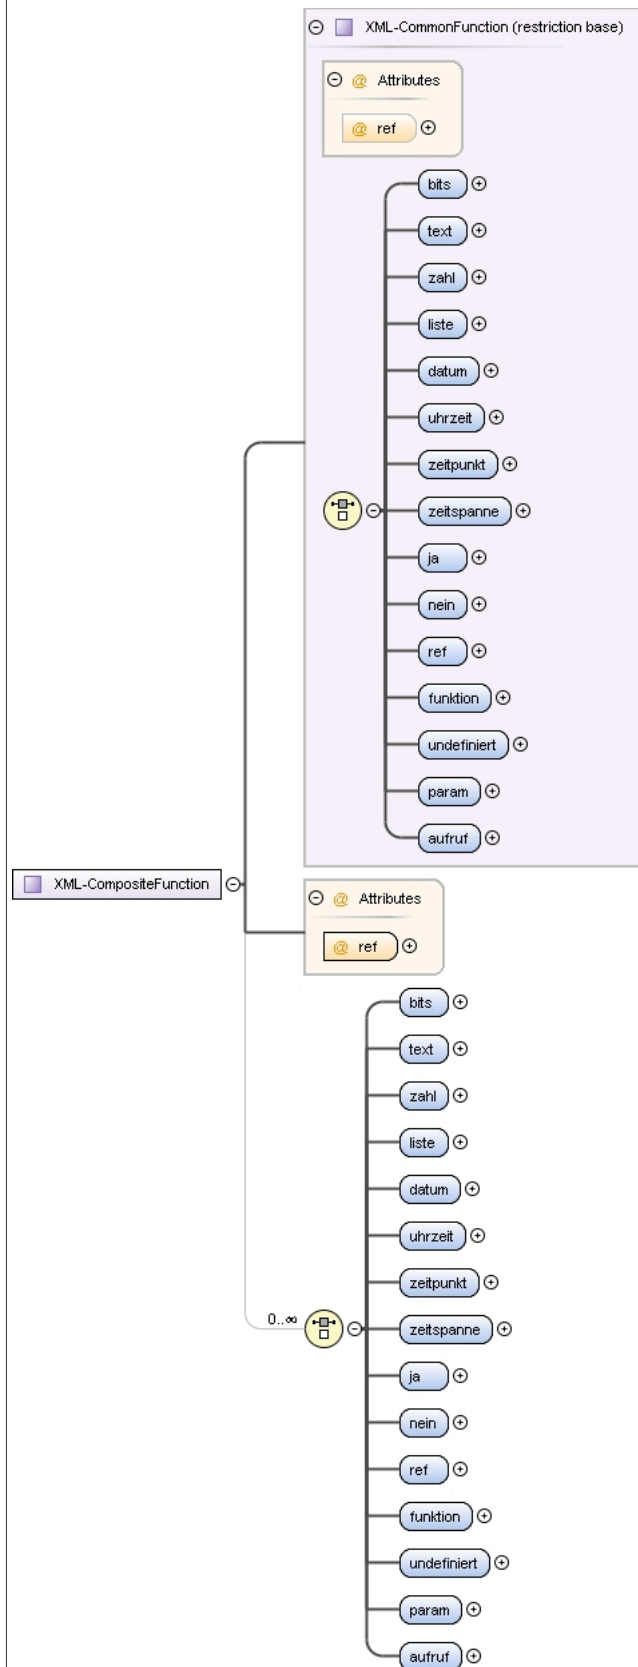 XML-CommonFunction (restriction base)
@ Attributes
@ ref
bits
text
zahl
liste
datum
uhrzeit
zeitpunkt
zeitspanne
ja
nein
ref
funktion
undefiniert
param
aufruf
XML-CompositeFunction
@ Attributes
@ ref
bits
text
zahl
liste
datum
uhrzeit
zeitpunkt
0..∞
zeitspanne
ja
nein
ref
funktion
undefiniert
param
aufruf